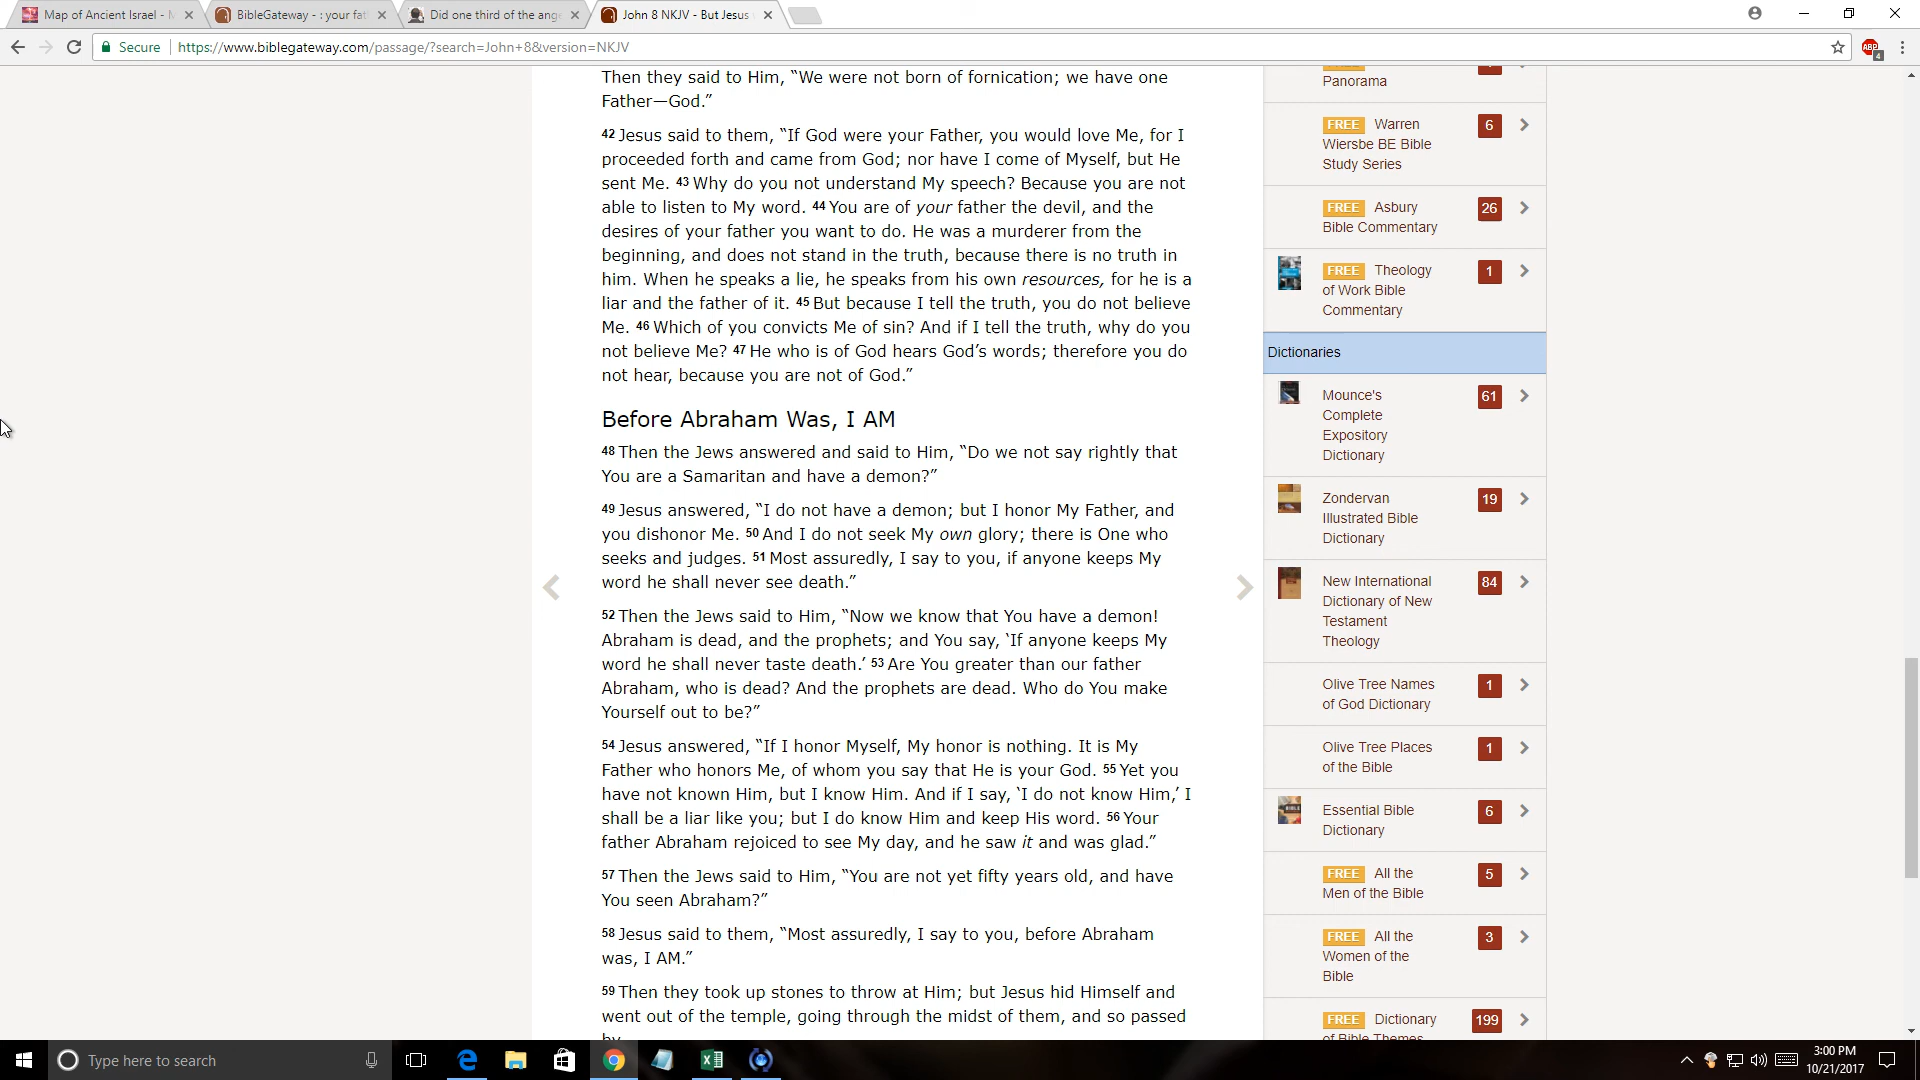 Map of Ancient Israel - M
BibleGateway - : your fat
Did one third of the ange
John 8 NKJV - But Jesus
Secure
https://www.biblegateway.com/passage/?search=John+8&version=NKJV
ABP
4
Then they said to Him, “We were not born of fornication; we have one
Father—God.”
42 Jesus said to them, “If God were your Father, you would love Me, for I
proceeded forth and came from God; nor have I come of Myself, but He
sent Me. 43 Why do you not understand My speech? Because you are not
able to listen to My word. 44 You are of your father the devil, and the
desires of your father you want to do. He was a murderer from the
beginning, and does not stand in the truth, because there is no truth in
him. When he speaks a lie, he speaks from his own resources, for he is a
liar and the father of it. 45 But because I tell the truth, you do not believe
Me. 46 Which of you convicts Me of sin? And if I tell the truth, why do you
not believe Me? 47 He who is of God hears God’s words; therefore you do
not hear, because you are not of God.”
Before Abraham Was, I AM
48 Then the Jews answered and said to Him, “Do we not say rightly that
You are a Samaritan and have a demon?”
49 Jesus answered, “I do not have a demon; but I honor My Father, and
you dishonor Me. 50 And I do not seek My own glory; there is One who
seeks and judges. 51 Most assuredly, I say to you, if anyone keeps My
word he shall never see death.”
52 Then the Jews said to Him, “Now we know that You have a demon!
Abraham is dead, and the prophets; and You say, ‘If anyone keeps My
word he shall never taste death.’ 53 Are You greater than our father
Abraham, who is dead? And the prophets are dead. Who do You make
Yourself out to be?”
54 Jesus answered, “If I honor Myself, My honor is nothing. It is My
Father who honors Me, of whom you say that He is your God. 55 Yet you
have not known Him, but I know Him. And if I say, ‘I do not know Him,’ I
shall be a liar like you; but I do know Him and keep His word. 56 Your
father Abraham rejoiced to see My day, and he saw it and was glad.”
57 Then the Jews said to Him, “You are not yet fifty years old, and have
You seen Abraham?”
58 Jesus said to them, “Most assuredly, I say to you, before Abraham
was, I AM.”
59 Then they took up stones to throw at Him; but Jesus hid Himself and
went out of the temple, going through the midst of them, and so passed
by.
Panorama
FREE Warren
Wiersbe BE Bible
Study Series
6
FREE Asbury
Bible Commentary
26
FREE Theology
of Work Bible
Commentary
1
Dictionaries
Mounce's
Complete
Expository
Dictionary
61
Zondervan
Illustrated Bible
Dictionary
19
New International
Dictionary of New
Testament
Theology
84
Olive Tree Names
of God Dictionary
1
Olive Tree Places
of the Bible
1
Essential Bible
Dictionary
6
FREE All the
Men of the Bible
5
FREE All the
Women of the
Bible
3
FREE Dictionary
of Bible Themes
199
Type here to search
3:00 PM
10/21/2017